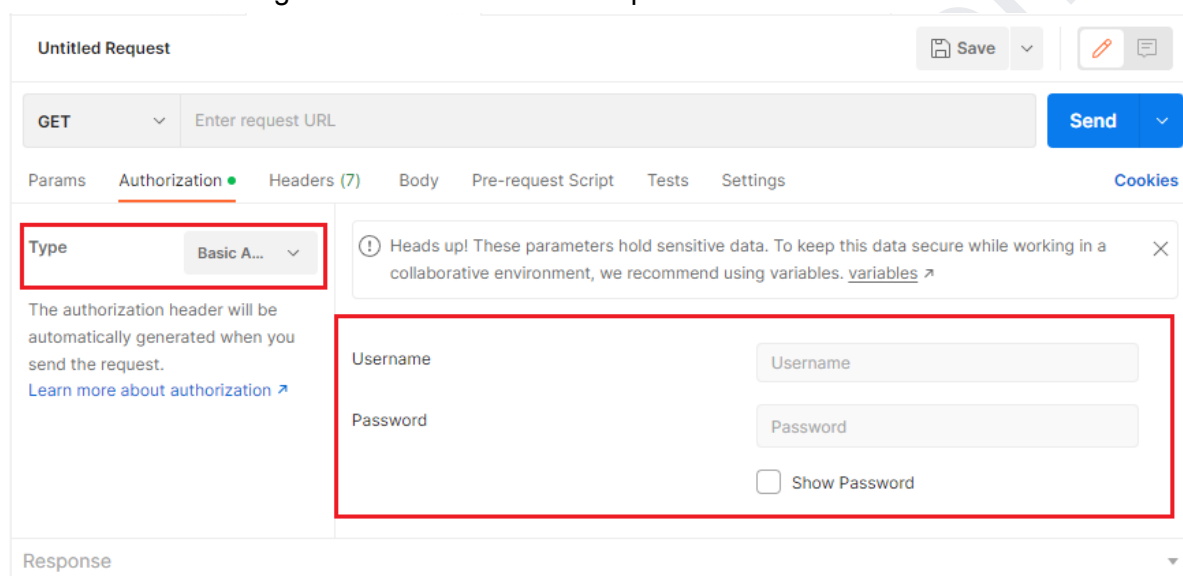 Untitled Request
Save
GET
Enter request URL
Send
Params Authorization Headers (7) Body Pre-request Script Tests Settings Cookies
Type
Basic A...
The authorization header will be
automatically generated when you
send the request.
Learn more about authorization ↗
Heads up! These parameters hold sensitive data. To keep this data secure while working in a
collaborative environment, we recommend using variables. variables ↗
Username
Username
Password
Password
Show Password
Response